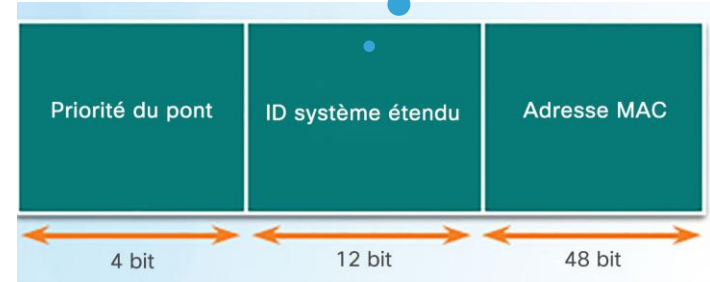 Priorité du pont
ID système étendu
Adresse MAC
4 bit
12 bit
48 bit